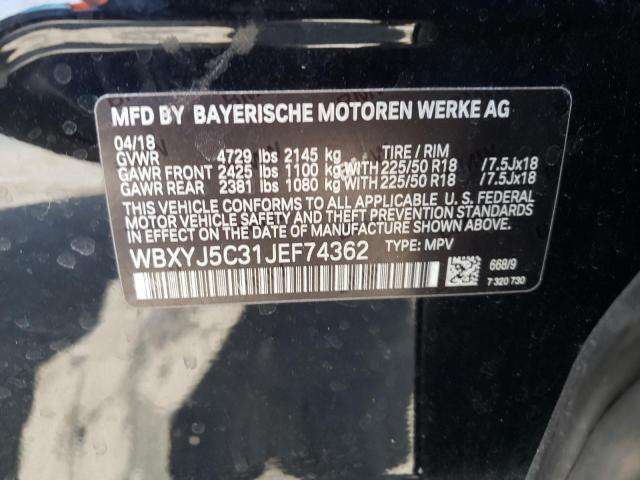 MFD BY BAYERISCHE MOTOREN WERKE AG
04/18
GVWR 4729 lbs 2145 kg TIRE / RIM
GAWR FRONT 2425 lbs 1100 kg WITH 225/50 R18 /7.5Jx18
GAWR REAR 2381 lbs 1080 kg WITH 225/50 R18 /7.5Jx18
THIS VEHICLE CONFORMS TO ALL APPLICABLE U. S. FEDERAL
MOTOR VEHICLE SAFETY AND THEFT PREVENTION STANDARDS
IN EFFECT ON THE DATE OF MANUFACTURE SHOWN ABOVE.
WBXYJ5C31JEF74362 TYPE: MPV
668/9
7 320 730